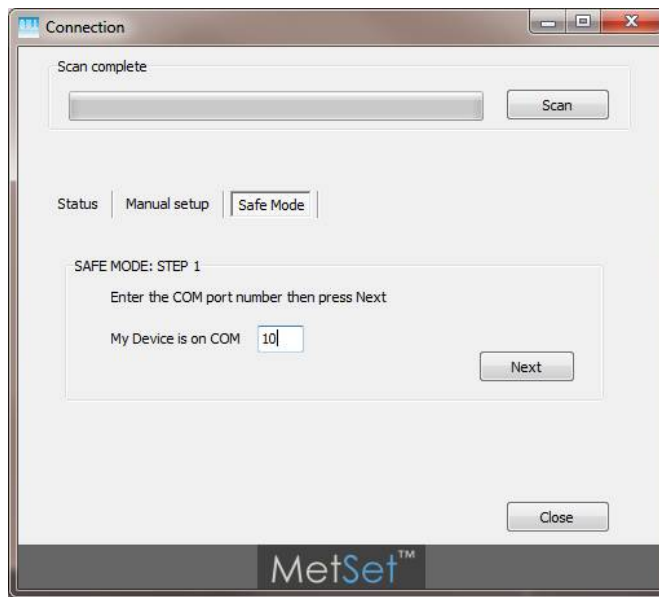 Connection
Scan complete
Scan
Status Manual setup Safe Mode
SAFE MODE: STEP 1
Enter the COM port number then press Next
My Device is on COM 10
Next
Close
MetSet™